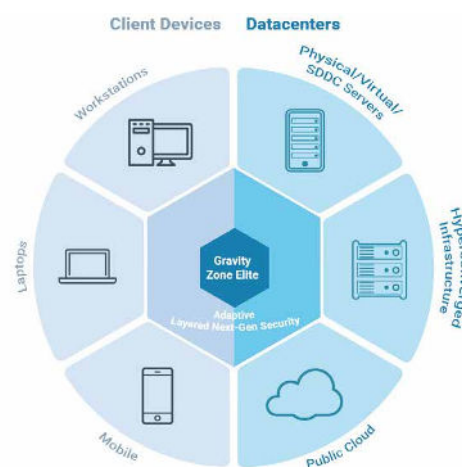 Client Devices Datacenters
Workstations
Physical/Virtual/
SDDC Servers
Laptops
Hyperconverged
Infrastructure
Gravity
Zone Elite
Adaptive
Layered Next-Gen Security
Mobile
Public Cloud